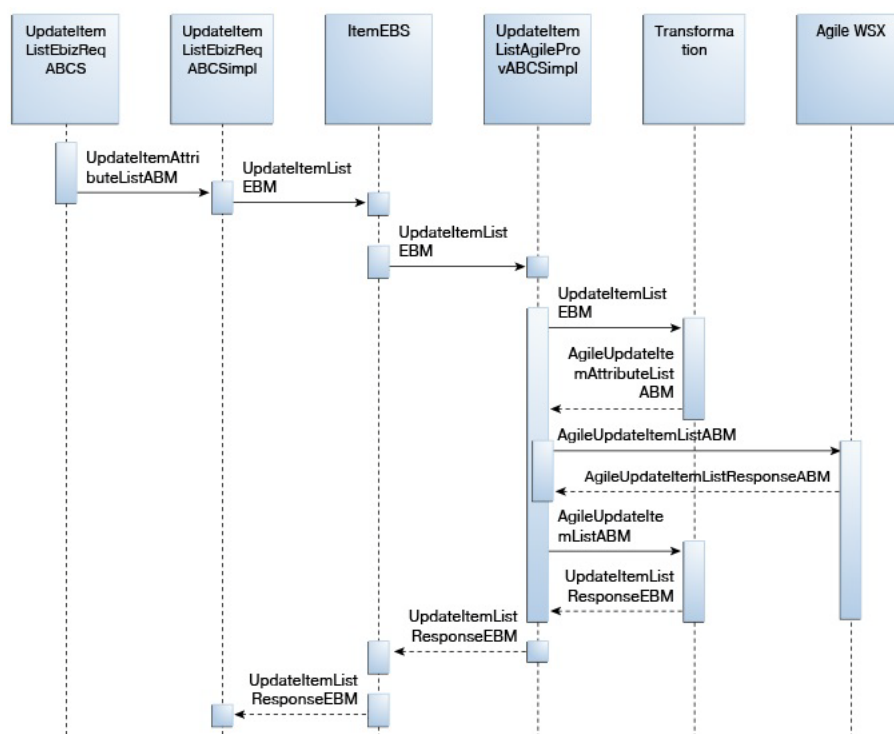 UpdateItem
ListEbizReq
ABCS
UpdateItem
ListEbizReq
ABCSimpl
ItemEBS
UpdateItem
ListAgilePro
vABCSimpl
Transforma
tion
Agile WSX
UpdateItemAttri
buteListABM
UpdateItemList
EBM
UpdateItemList
EBM
UpdateItemList
EBM
AgileUpdateIte
mAttributeList
ABM
AgileUpdateItemListABM
AgileUpdateItemListResponseABM
AgileUpdateIte
mListABM
UpdateItemList
ResponseEBM
UpdateItemList
ResponseEBM
UpdateItemList
ResponseEBM